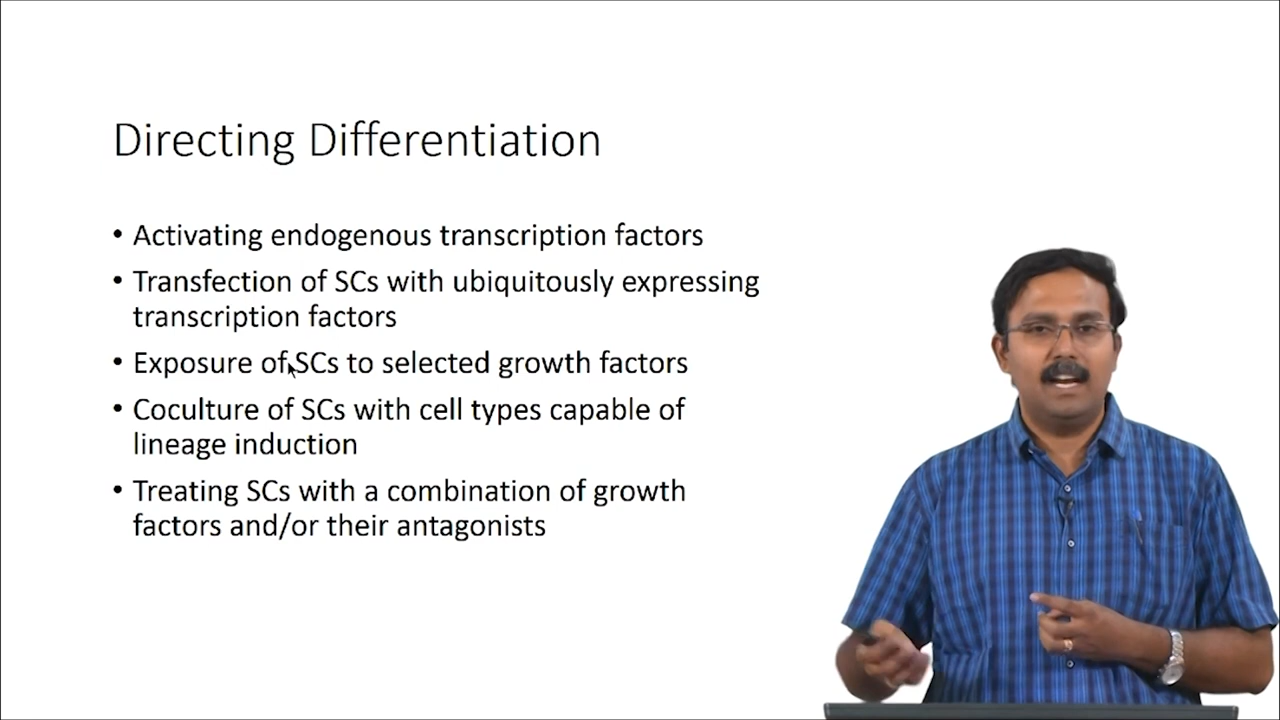 Directing Differentiation
• Activating endogenous transcription factors
• Transfection of SCs with ubiquitously expressing
transcription factors
• Exposure of SCs to selected growth factors
• Coculture of SCs with cell types capable of
lineage induction
• Treating SCs with a combination of growth
factors and/or their antagonists